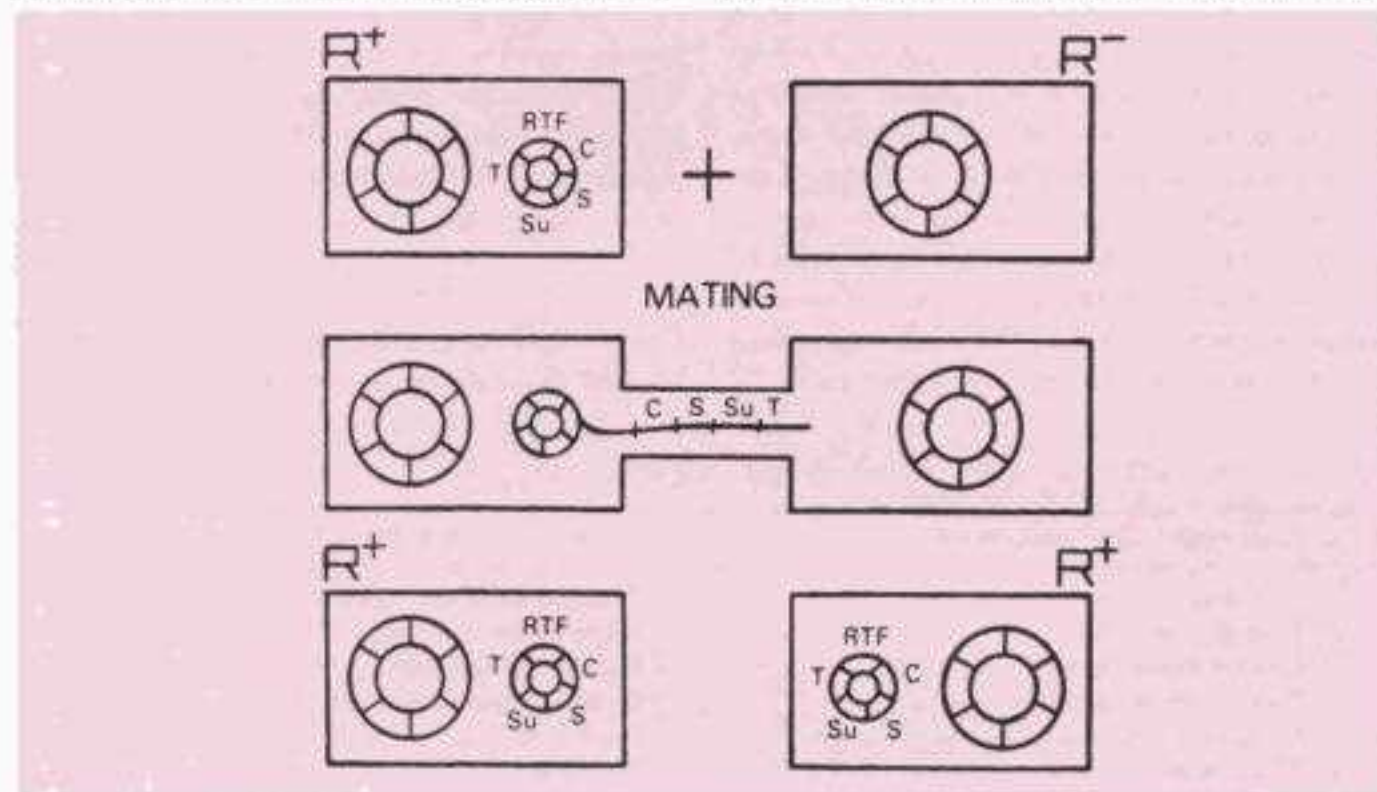 R⁺ R⁻
RTF
C
T
S
Su
+
MATING
C S Su T
R⁺ R⁺
RTF
T C
Su S
RTF
T C
Su S